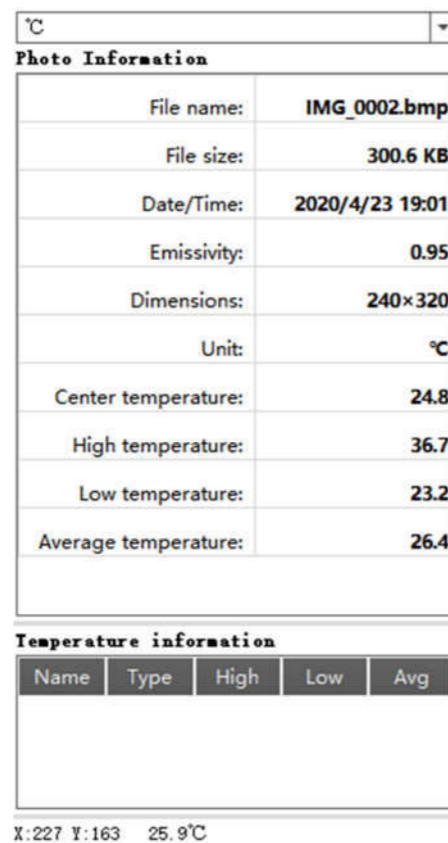 ℃
Photo Information
File name: IMG_0002.bmp
File size: 300.6 KB
Date/Time: 2020/4/23 19:01
Emissivity: 0.95
Dimensions: 240×320
Unit: ℃
Center temperature: 24.8
High temperature: 36.7
Low temperature: 23.2
Average temperature: 26.4
Temperature information
Name Type High Low Avg
X:227 Y:163 25.9℃